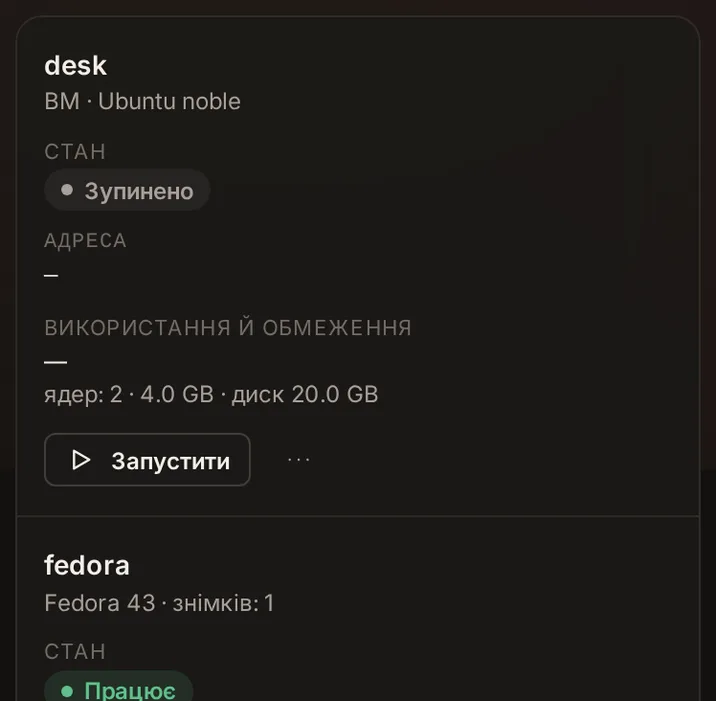 desk
ВМ · Ubuntu noble
СТАН
Зупинено
АДРЕСА
—
ВИКОРИСТАННЯ Й ОБМЕЖЕННЯ
—
ядер: 2 · 4.0 GB · диск 20.0 GB
Запустити ···
fedora
Fedora 43 · знімків: 1
СТАН
Працює